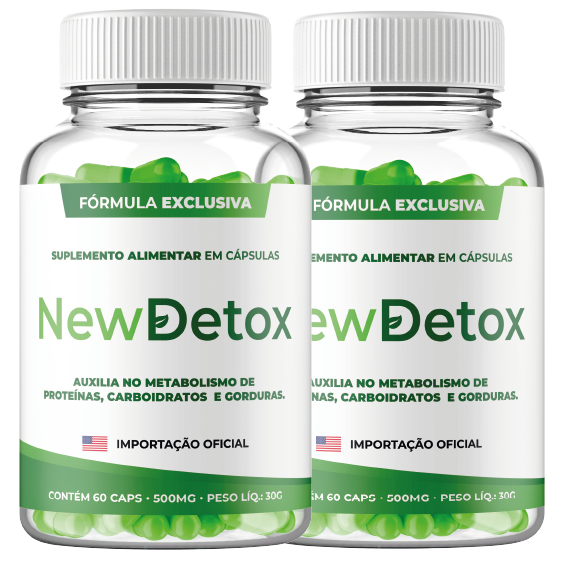 FÓRMULA EXCLUSIVA
SUPLEMENTO ALIMENTAR EM CÁPSULAS
NewDetox
AUXILIA NO METABOLISMO DE
PROTEÍNAS, CARBOIDRATOS E GORDURAS.
IMPORTAÇÃO OFICIAL
CONTÉM 60 CAPS • 500MG • PESO LÍQ.: 30G
FÓRMULA EXCLUSIVA
EMENTO ALIMENTAR EM CÁPSULAS
ewDetox
AUXILIA NO METABOLISMO DE
NAS, CARBOIDRATOS E GORDURAS.
IMPORTAÇÃO OFICIAL
ÉM 60 CAPS • 500MG • PESO LÍQ.: 30G